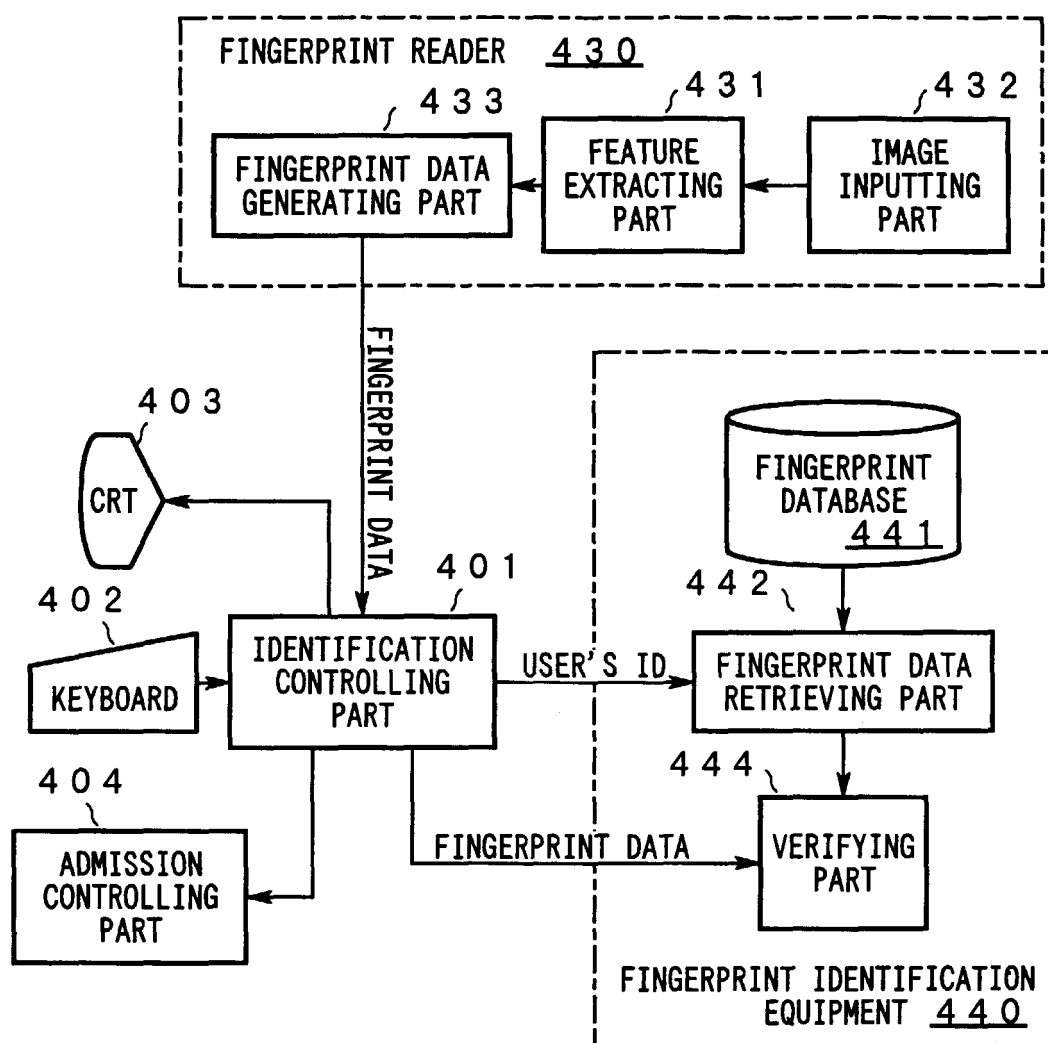 FINGERPRINT READER 430
433
431
432
FINGERPRINT DATA
GENERATING PART
FEATURE
EXTRACTING
PART
IMAGE
INPUTTING
PART
FINGERPRINT DATA
403
CRT
FINGERPRINT
DATABASE
441
402
KEYBOARD
401
IDENTIFICATION
CONTROLLING
PART
USER'S ID
442
FINGERPRINT DATA
RETRIEVING PART
404
ADMISSION
CONTROLLING
PART
FINGERPRINT DATA
444
VERIFYING
PART
FINGERPRINT IDENTIFICATION
EQUIPMENT 440